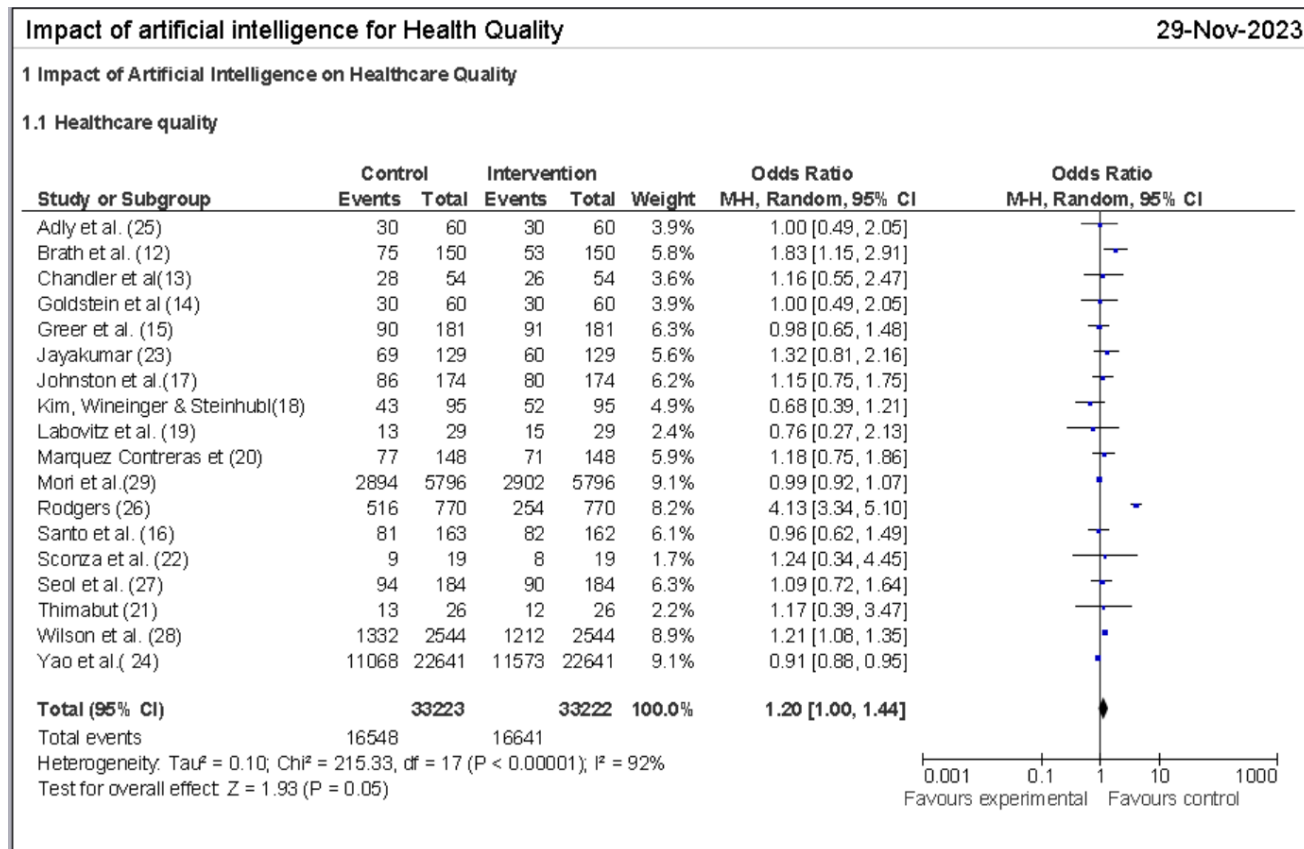 Impact of artificial intelligence for Health Quality 29-Nov-2023
1 Impact of Artificial Intelligence on Healthcare Quality
1.1 Healthcare quality
Control Intervention Odds Ratio Odds Ratio
Study or Subgroup Events Total Events Total Weight M-H, Random, 95% CI M-H, Random, 95% CI
Adly et al. (25) 30 60 30 60 3.9% 1.00 [0.49, 2.05]
Brath et al. (12) 75 150 53 150 5.8% 1.83 [1.15, 2.91]
Chandler et al(13) 28 54 26 54 3.6% 1.16 [0.55, 2.47]
Goldstein et al (14) 30 60 30 60 3.9% 1.00 [0.49, 2.05]
Greer et al. (15) 90 181 91 181 6.3% 0.98 [0.65, 1.48]
Jayakumar (23) 69 129 60 129 5.6% 1.32 [0.81, 2.16]
Johnston et al.(17) 86 174 80 174 6.2% 1.15 [0.75, 1.75]
Kim, Wineinger & Steinhubl(18) 43 95 52 95 4.9% 0.68 [0.39, 1.21]
Labovitz et al. (19) 13 29 15 29 2.4% 0.76 [0.27, 2.13]
Marquez Contreras et (20) 77 148 71 148 5.9% 1.18 [0.75, 1.86]
Mori et al.(29) 2894 5796 2902 5796 9.1% 0.99 [0.92, 1.07]
Rodgers (26) 516 770 254 770 8.2% 4.13 [3.34, 5.10]
Santo et al. (16) 81 163 82 162 6.2% 0.96 [0.62, 1.49]
Sconza et al. (22) 9 19 8 19 1.7% 1.24 [0.34, 4.45]
Seol et al. (27) 94 184 90 184 6.3% 1.09 [0.72, 1.64]
Thimabut (21) 13 26 12 26 2.2% 1.17 [0.39, 3.47]
Wilson et al. (28) 1332 2544 1212 2544 8.9% 1.21 [1.08, 1.35]
Yao et al.( 24) 11068 22641 11573 22641 9.1% 0.91 [0.88, 0.95]
Total (95% CI) 33223 33222 100.0% 1.20 [1.00, 1.44]
Total events 16548 16641
Heterogeneity: Tau² = 0.10; Chi² = 215.33, df = 17 (P < 0.00001); I² = 92%
Test for overall effect: Z = 1.93 (P = 0.05)
0.001 0.1 1 10 1000
Favours experimental Favours control